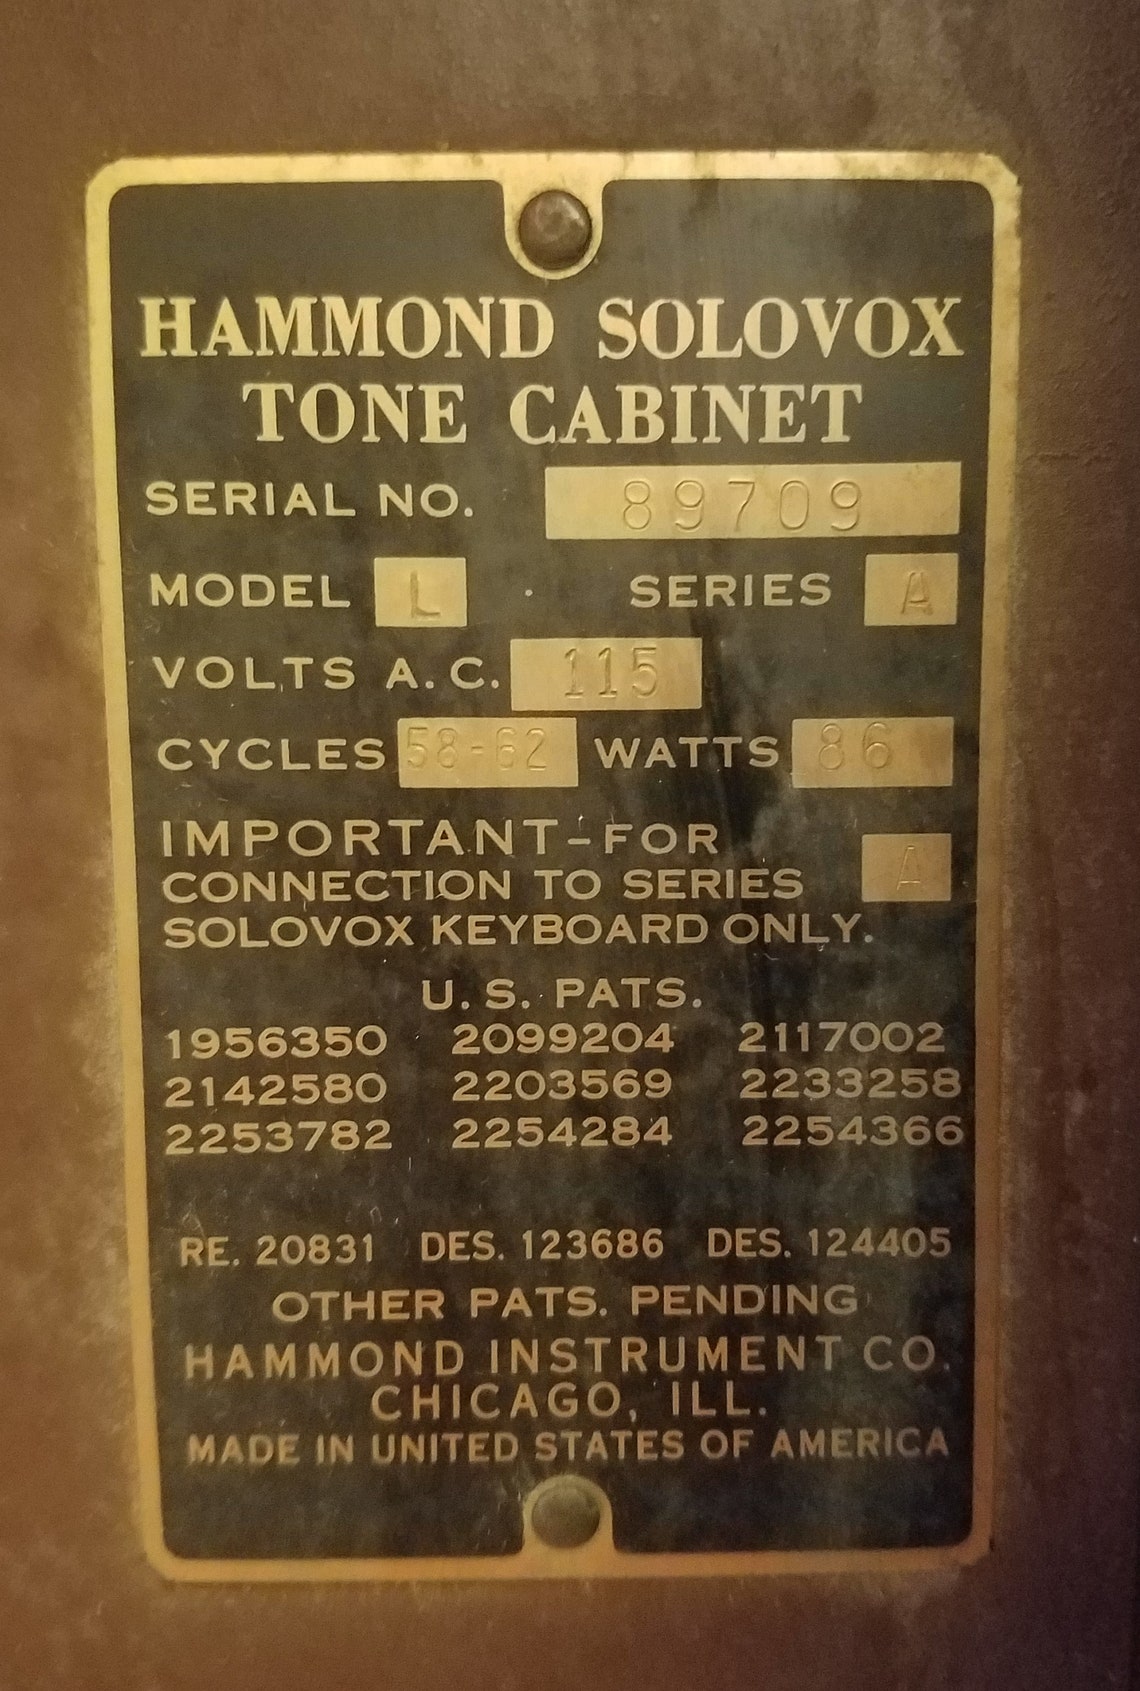 HAMMOND SOLOVOX
TONE CABINET
SERIAL NO. 89709
MODEL L SERIES A
VOLTS A.C. 115
CYCLES 58-62 WATTS 86
IMPORTANT-FOR
CONNECTION TO SERIES A
SOLOVOX KEYBOARD ONLY.
U.S. PATS.
1956350 2099204 2117002
2142580 2203569 2233258
2253782 2254284 2254366
RE. 20831 DES. 123686 DES. 124405
OTHER PATS. PENDING
HAMMOND INSTRUMENT CO.
CHICAGO, ILL.
MADE IN UNITED STATES OF AMERICA